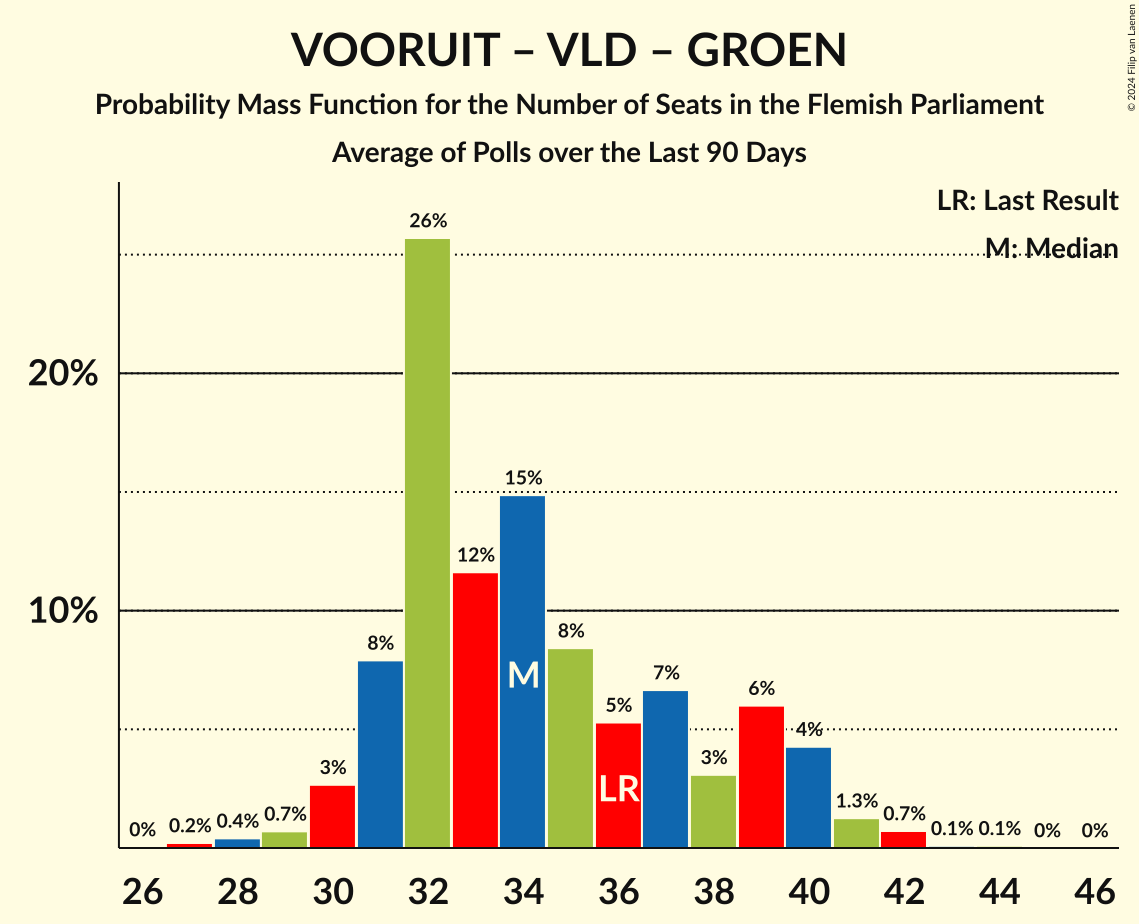 VOORUIT – VLD – GROEN
Probability Mass Function for the Number of Seats in the Flemish Parliament
Average of Polls over the Last 90 Days
© 2024 Filip van Laenen
LR: Last Result
M: Median
20%
10%
0%
0.2%
0.4%
0.7%
3%
8%
26%
12%
15%
8%
5%
7%
3%
6%
4%
1.3%
0.7%
0.1%
0.1%
0%
0%
M
LR
26 28 30 32 34 36 38 40 42 44 46